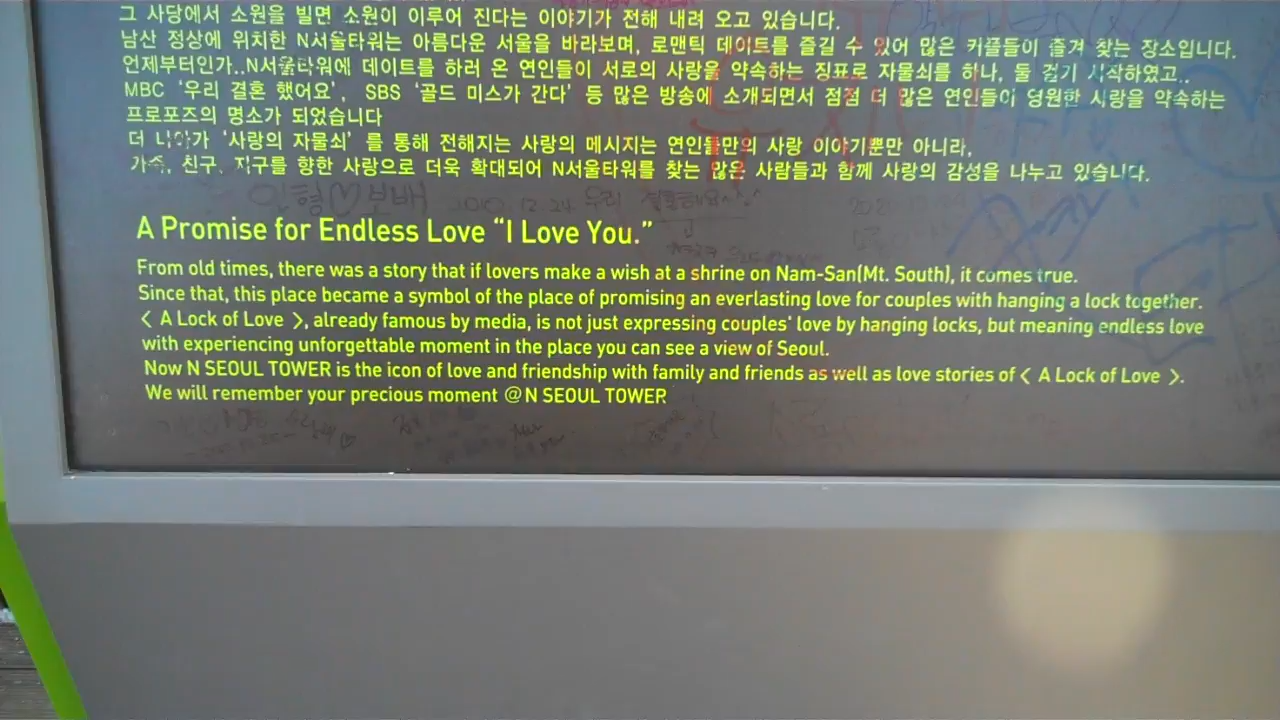 그 사당에서 소원을 빌면 소원이 이루어 진다는 이야기가 전해 내려 오고 있습니다.
남산 정상에 위치한 N서울타워는 아름다운 서울을 바라보며, 로맨틱 데이트를 즐길 수 있어 많은 커플들이 즐겨 찾는 장소입니다.
언제부터인가..N서울타워에 데이트를 하러 온 연인들이 서로의 사랑을 약속하는 징표로 자물쇠를 하나, 둘 걸기 시작하였고..
MBC ‘우리 결혼 했어요’, SBS ‘골드 미스가 간다’ 등 많은 방송에 소개되면서 점점 더 많은 연인들이 영원한 사랑을 약속하는
프로포즈의 명소가 되었습니다
더 나아가 ‘사랑의 자물쇠’ 를 통해 전해지는 사랑의 메시지는 연인들만의 사랑 이야기뿐만 아니라,
가족, 친구, 지구를 향한 사랑으로 더욱 확대되어 N서울타워를 찾는 많은 사람들과 함께 사랑의 감성을 나누고 있습니다.
인형♡보배 2010.12.24 우리
A Promise for Endless Love “I Love You.”
From old times, there was a story that if lovers make a wish at a shrine on Nam-San(Mt. South), it comes true.
Since that, this place became a symbol of the place of promising an everlasting love for couples with hanging a lock together.
< A Lock of Love >, already famous by media, is not just expressing couples' love by hanging locks, but meaning endless love
with experiencing unforgettable moment in the place you can see a view of Seoul.
Now N SEOUL TOWER is the icon of love and friendship with family and friends as well as love stories of < A Lock of Love >.
We will remember your precious moment @N SEOUL TOWER